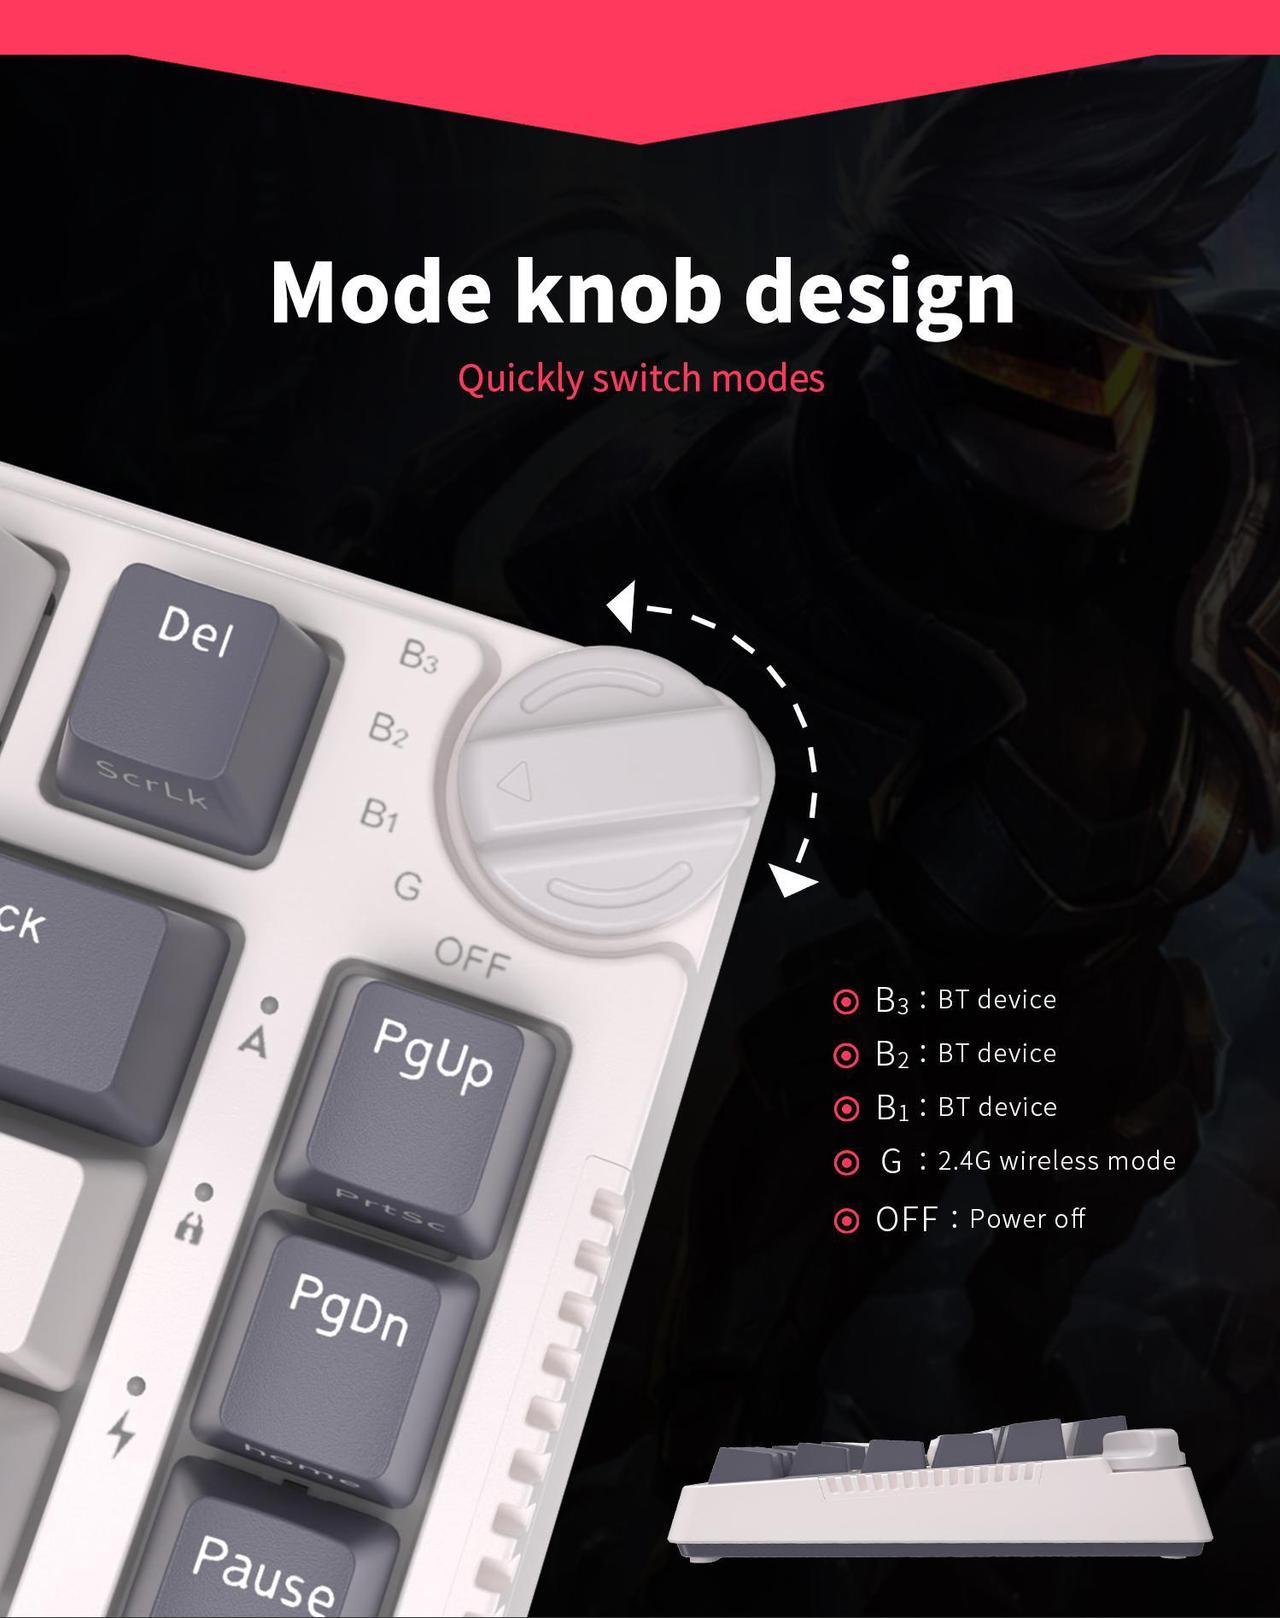 Mode knob design
Quickly switch modes
Del
ScrLk
B3
B2
B1
G
OFF
ck
A
PgUp
PrtSc
PgDn
home
Pause
B3 : BT device
B2 : BT device
B1 : BT device
G : 2.4G wireless mode
OFF : Power off